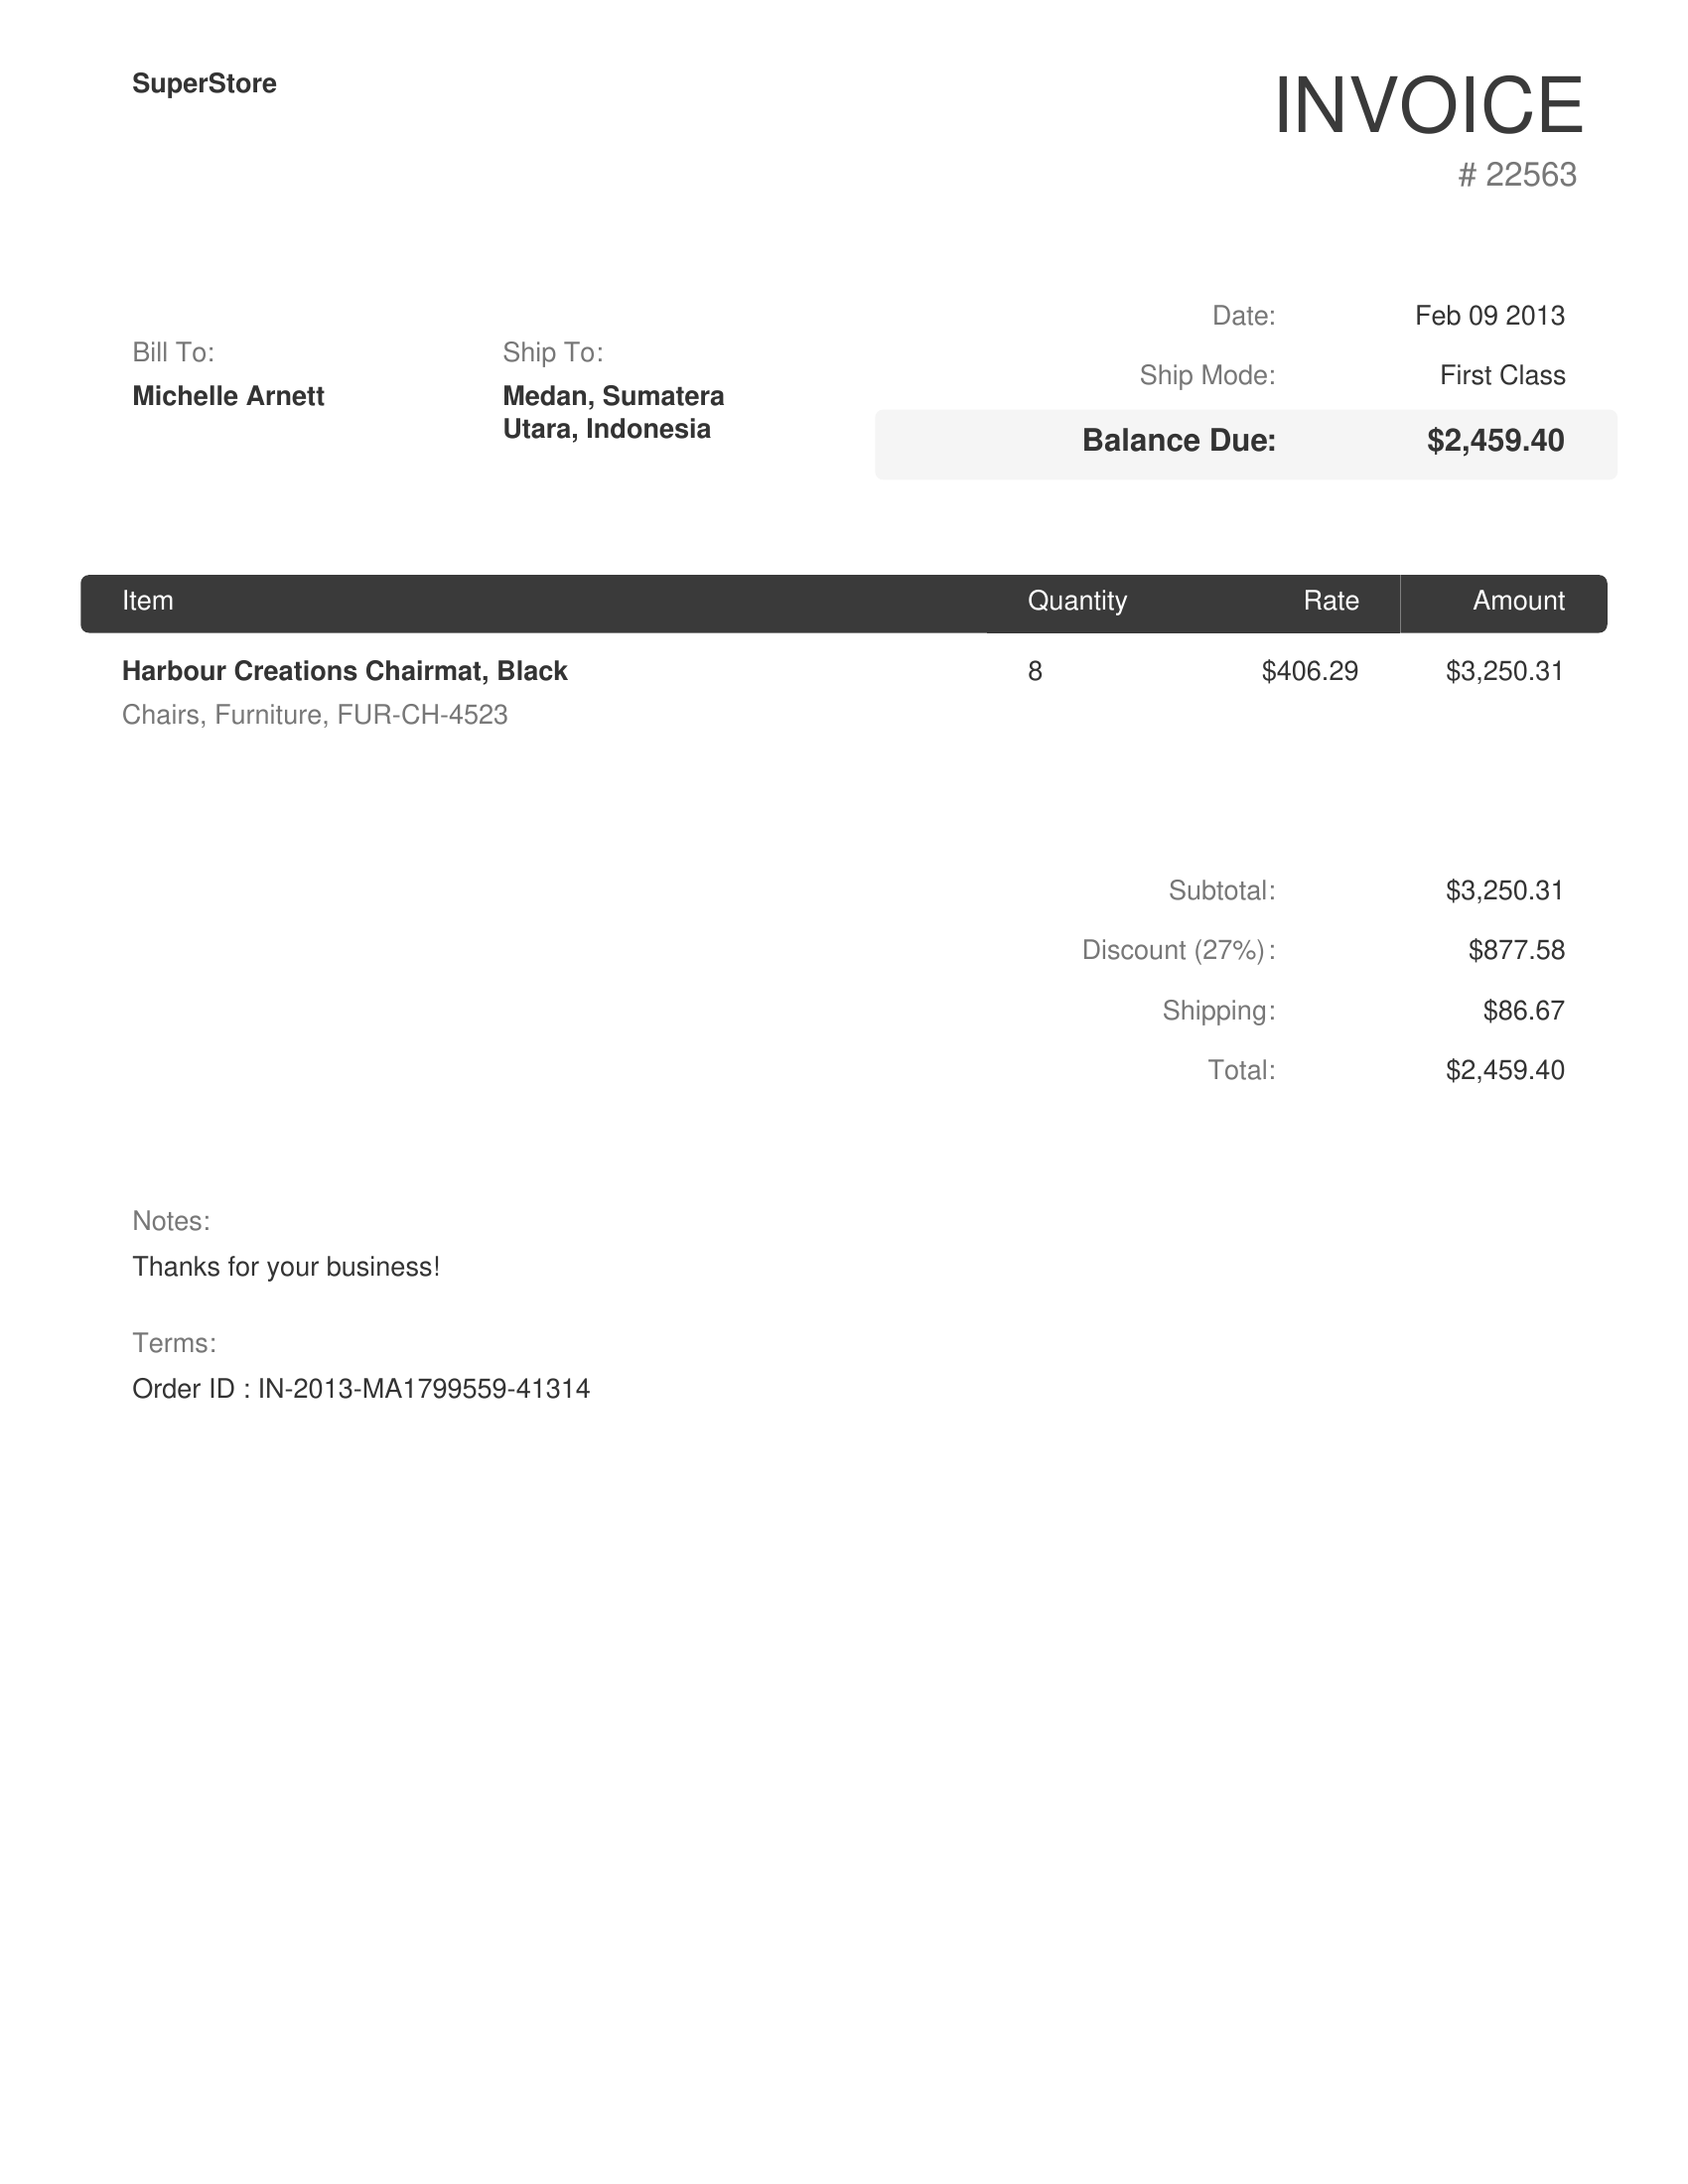 SuperStore
INVOICE
# 22563
Date: Feb 09 2013
Ship Mode: First Class
Balance Due: $2,459.40
Bill To:
Michelle Arnett
Ship To:
Medan, Sumatera
Utara, Indonesia
Item Quantity Rate Amount
Harbour Creations Chairmat, Black 8 $406.29 $3,250.31
Chairs, Furniture, FUR-CH-4523
Subtotal: $3,250.31
Discount (27%): $877.58
Shipping: $86.67
Total: $2,459.40
Notes:
Thanks for your business!
Terms:
Order ID : IN-2013-MA1799559-41314